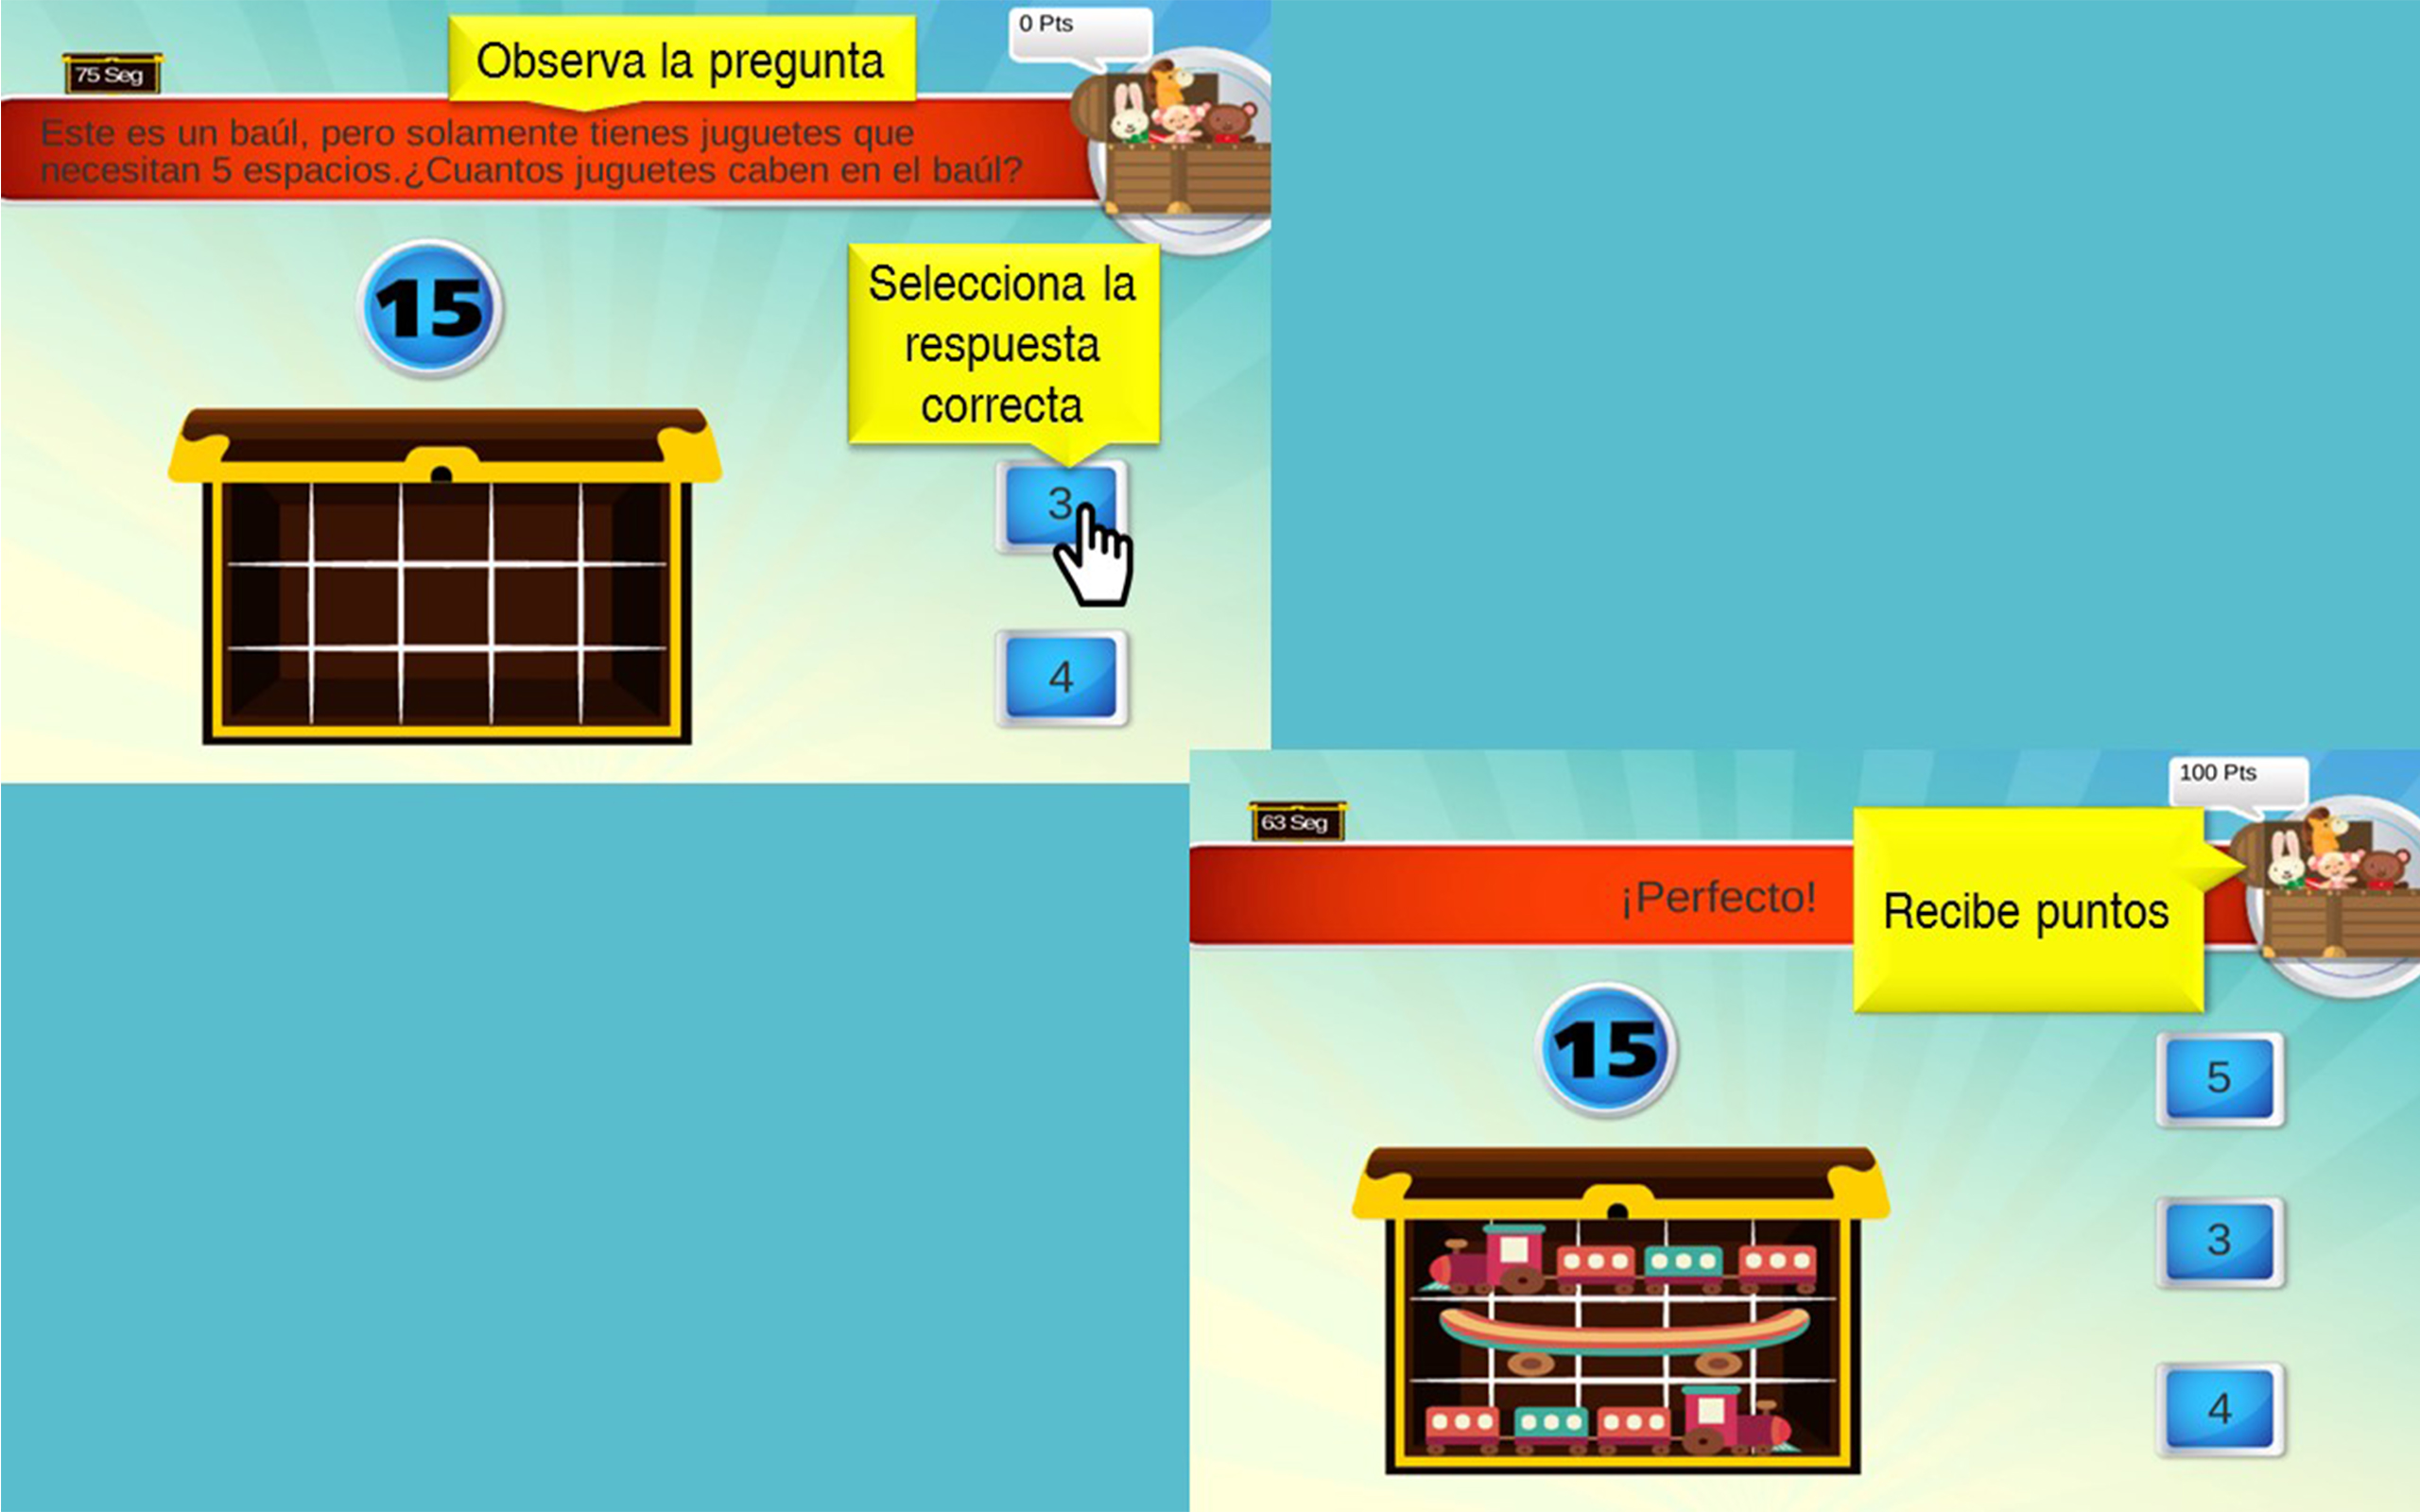 0 Pts
Observa la pregunta
75 Seg
Este es un baúl, pero solamente tienes juguetes que
necesitan 5 espacios.¿Cuantos juguetes caben en el baúl?
15
Selecciona la
respuesta
correcta
3
4
100 Pts
63 Seg
¡Perfecto!
Recibe puntos
15
5
3
4